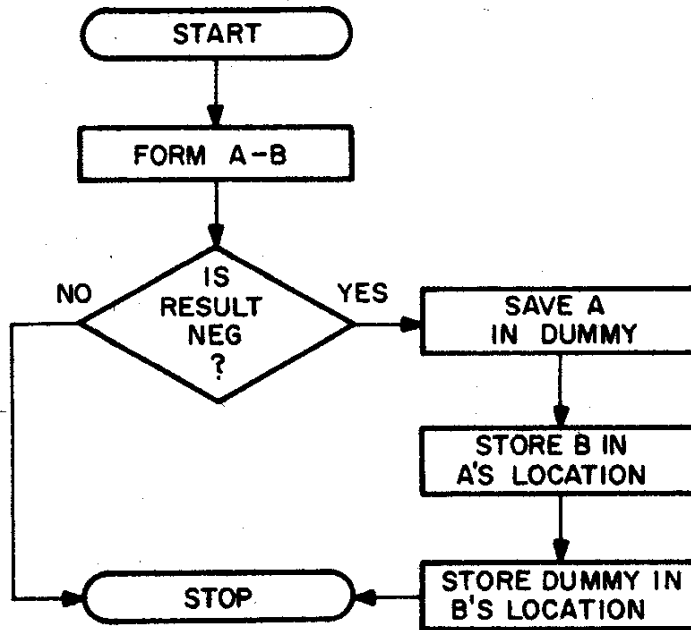 START
FORM A-B
IS
RESULT
NEG
?
NO
YES
SAVE A
IN DUMMY
STORE B IN
A'S LOCATION
STORE DUMMY IN
B'S LOCATION
STOP